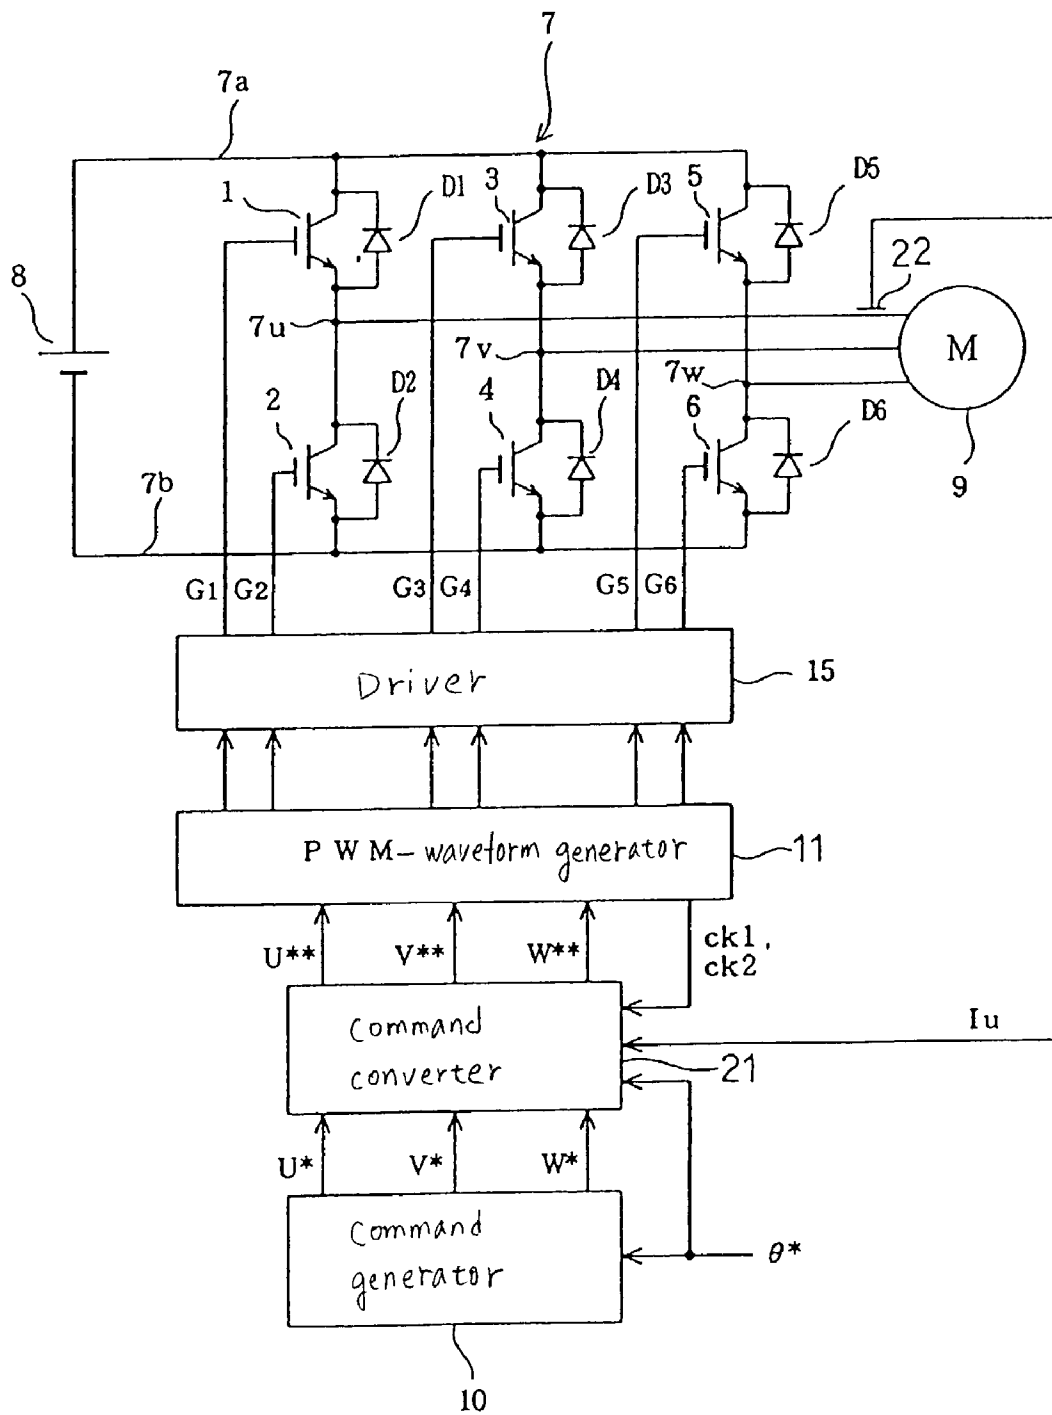 7
7a
1
D1
3
D3
5
D5
8
22
7u
7v
7w
M
9
2
D2
4
D4
6
D6
7b
G1 G2 G3 G4 G5 G6
Driver
15
PWM-waveform generator
11
U** V** W**
ck1,
ck2
Command
converter
Iu
21
U* V* W*
Command
generator
θ*
10